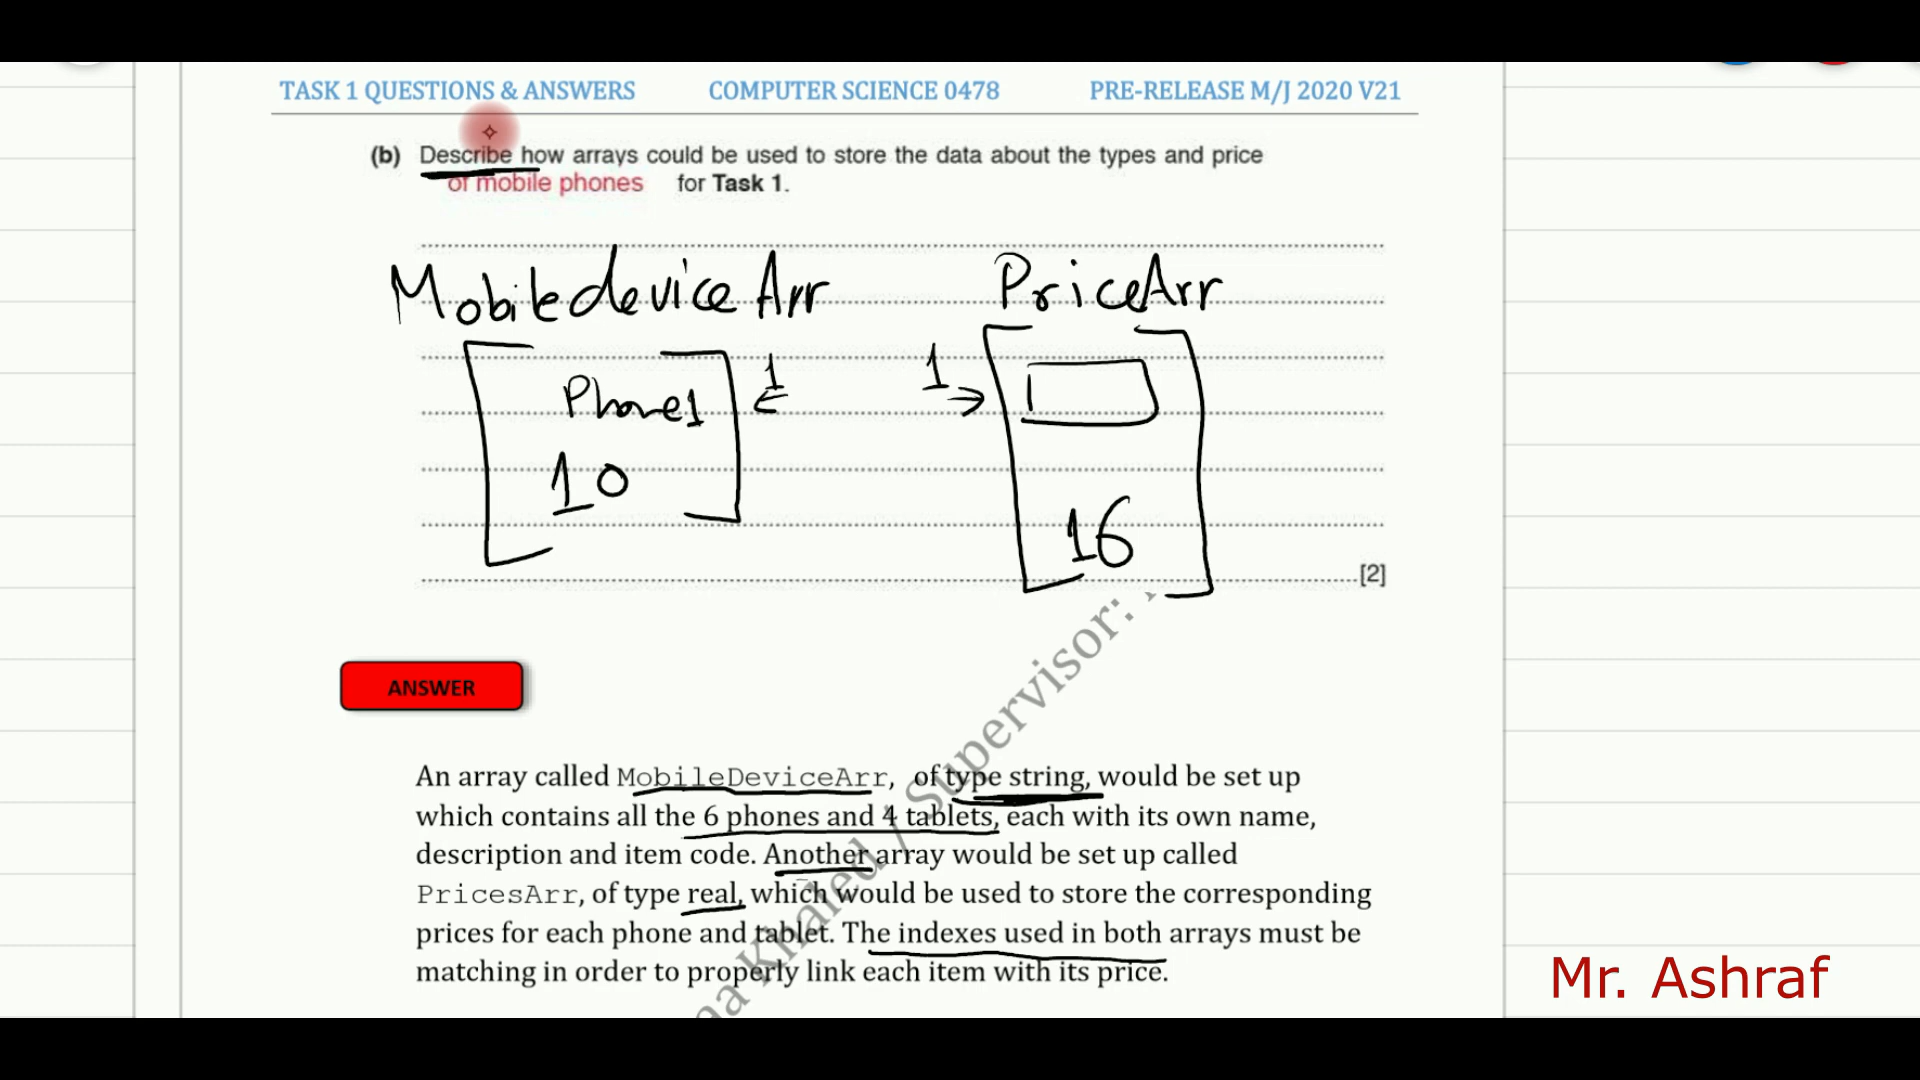 TASK 1 QUESTIONS & ANSWERS COMPUTER SCIENCE 0478 PRE-RELEASE M/J 2020 V21
(b) Describe how arrays could be used to store the data about the types and price
of mobile phones for Task 1.
MobiledeviceArr PriceArr
Phone1 1 1
10
16
[2]
ANSWER
An array called MobileDeviceArr, of type string, would be set up
which contains all the 6 phones and 4 tablets, each with its own name,
description and item code. Another array would be set up called
PricesArr, of type real, which would be used to store the corresponding
prices for each phone and tablet. The indexes used in both arrays must be
matching in order to properly link each item with its price.
Khaled / Supervisor:
Mr. Ashraf